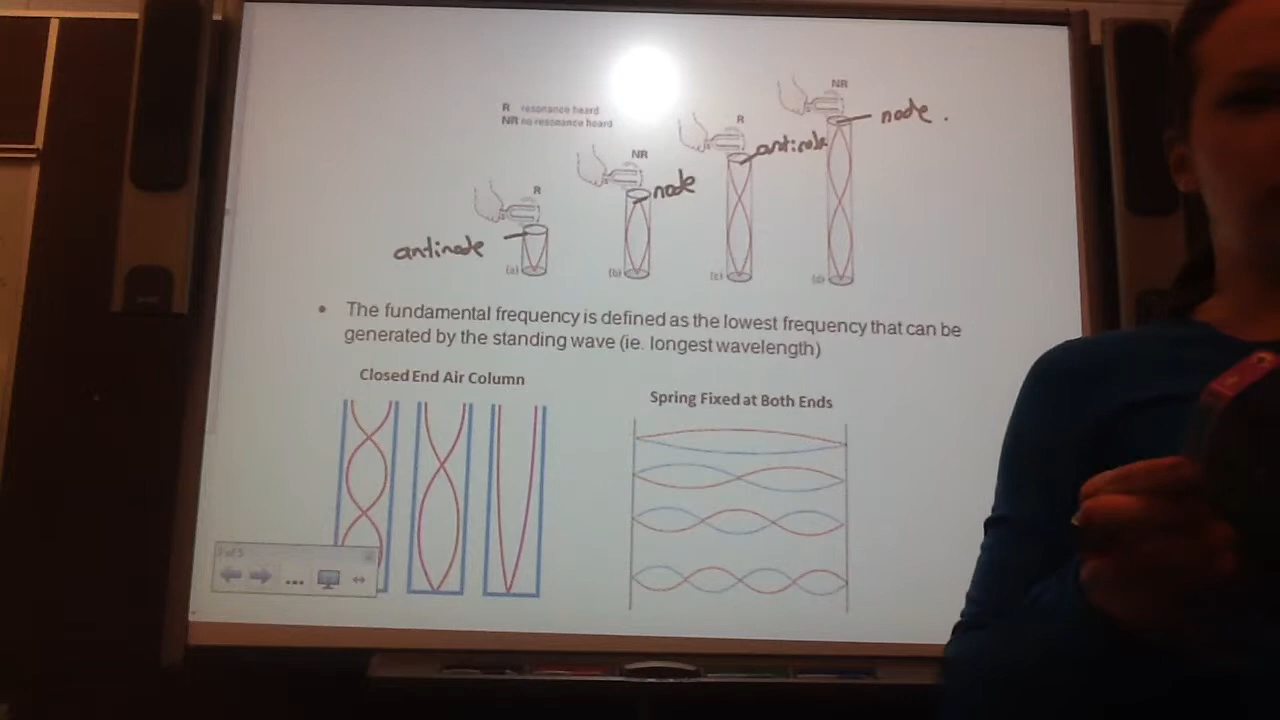 NR
node .
R resonance heard
NR no resonance heard
R
antinode
NR
node
R
antinode
(a)
(b)
(c)
(d)
• The fundamental frequency is defined as the lowest frequency that can be
generated by the standing wave (ie. longest wavelength)
Closed End Air Column
Spring Fixed at Both Ends